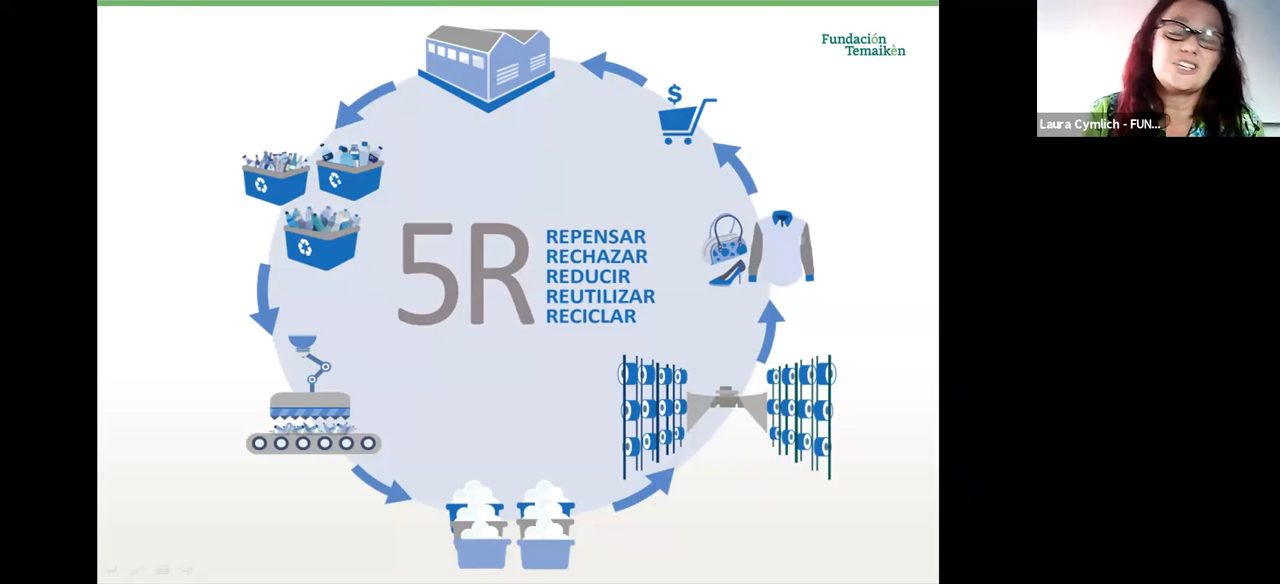 Fundación
Temaikèn
$
5R
REPENSAR
RECHAZAR
REDUCIR
REUTILIZAR
RECICLAR
Laura Cymlich - FUN...